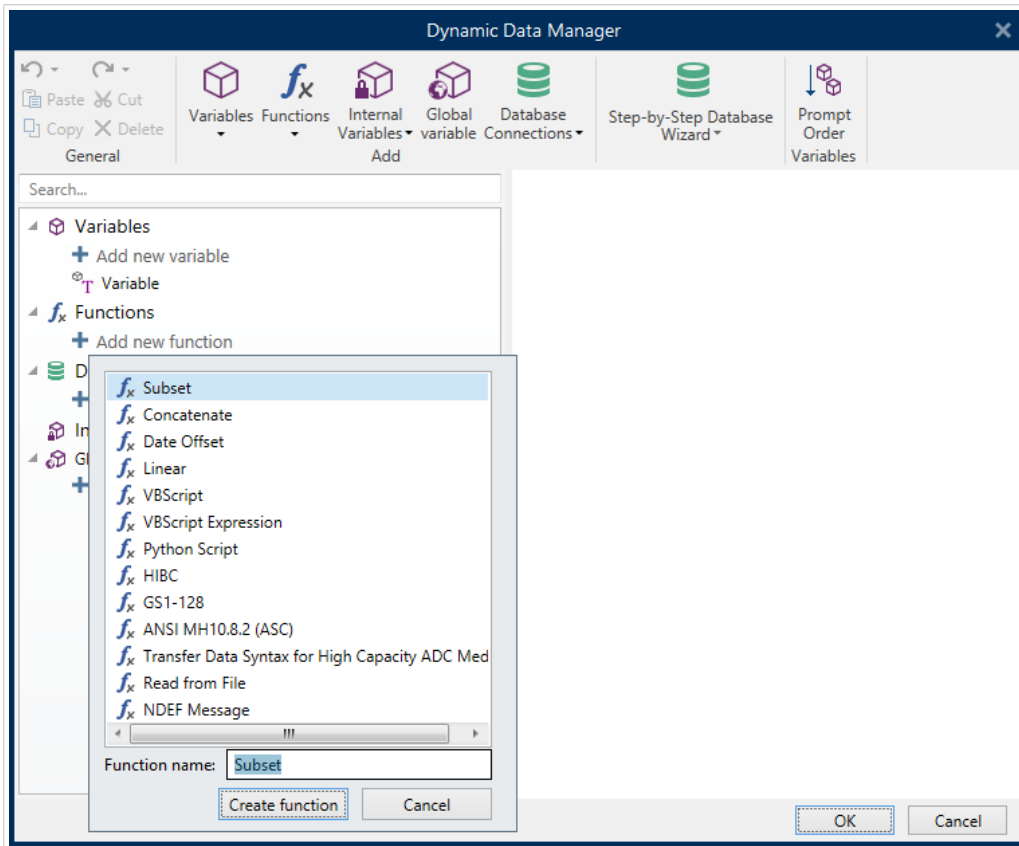 Dynamic Data Manager
Paste Cut
Copy Delete
General
Variables Functions Internal Variables Global variable Database Connections
Add
Step-by-Step Database Wizard
Prompt Order
Variables
Search...
Variables
Add new variable
Variable
Functions
Add new function
D
In
Gl
Subset
Concatenate
Date Offset
Linear
VBScript
VBScript Expression
Python Script
HIBC
GS1-128
ANSI MH10.8.2 (ASC)
Transfer Data Syntax for High Capacity ADC Med
Read from File
NDEF Message
Function name: Subset
Create function Cancel
OK Cancel